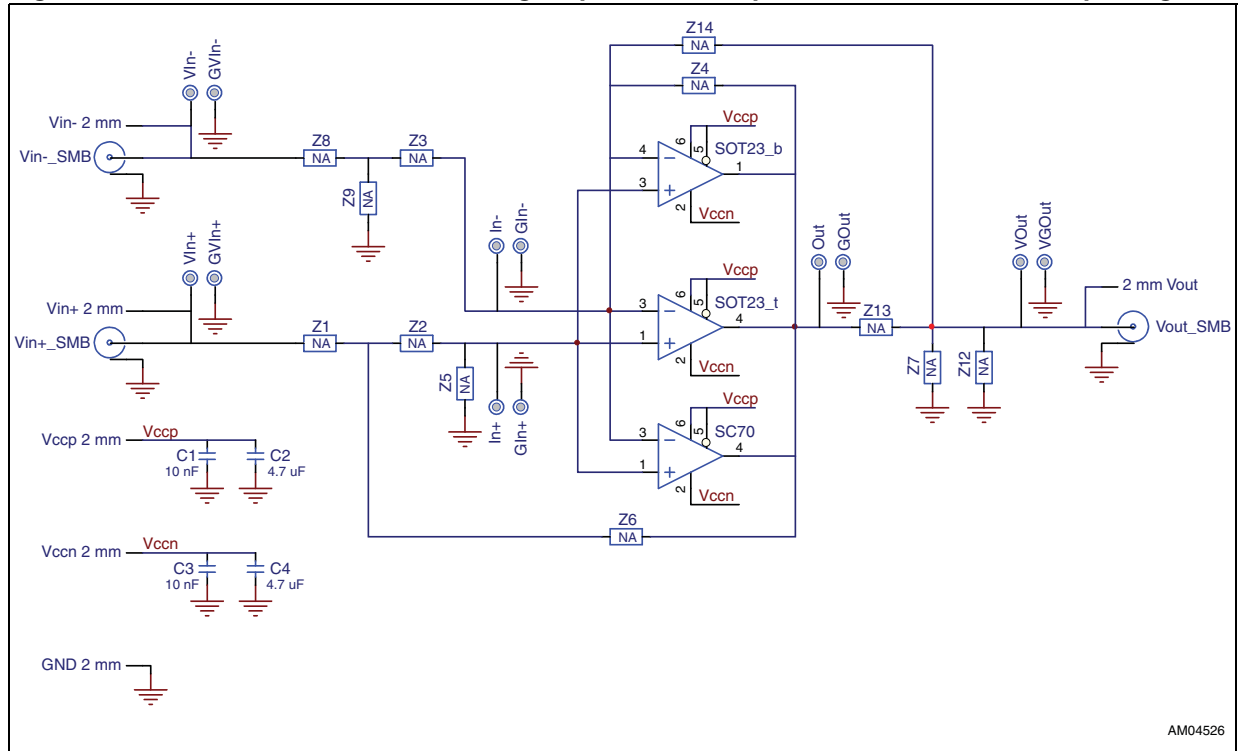 Z14
NA
Z4
NA
VIn-
GVIn-
Vin- 2 mm
Vin-_SMB
Z8
NA
Z3
NA
Z9
NA
Vccp
6
5
SOT23_b
4
3
1
2
Vccn
VIn+
GVIn+
Vin+ 2 mm
Vin+_SMB
Z1
NA
Z2
NA
Z5
NA
In-
GIn-
In+
GIn+
Vccp
6
5
SOT23_t
3
1
4
2
Vccn
Out
GOut
Z13
NA
VOut
VGOut
2 mm Vout
Vout_SMB
Z7
NA
Z12
NA
Vccp
6
5
SC70
3
1
4
2
Vccn
Z6
NA
Vccp 2 mm
Vccp
C1
10 nF
C2
4.7 uF
Vccn 2 mm
Vccn
C3
10 nF
C4
4.7 uF
GND 2 mm
AM04526